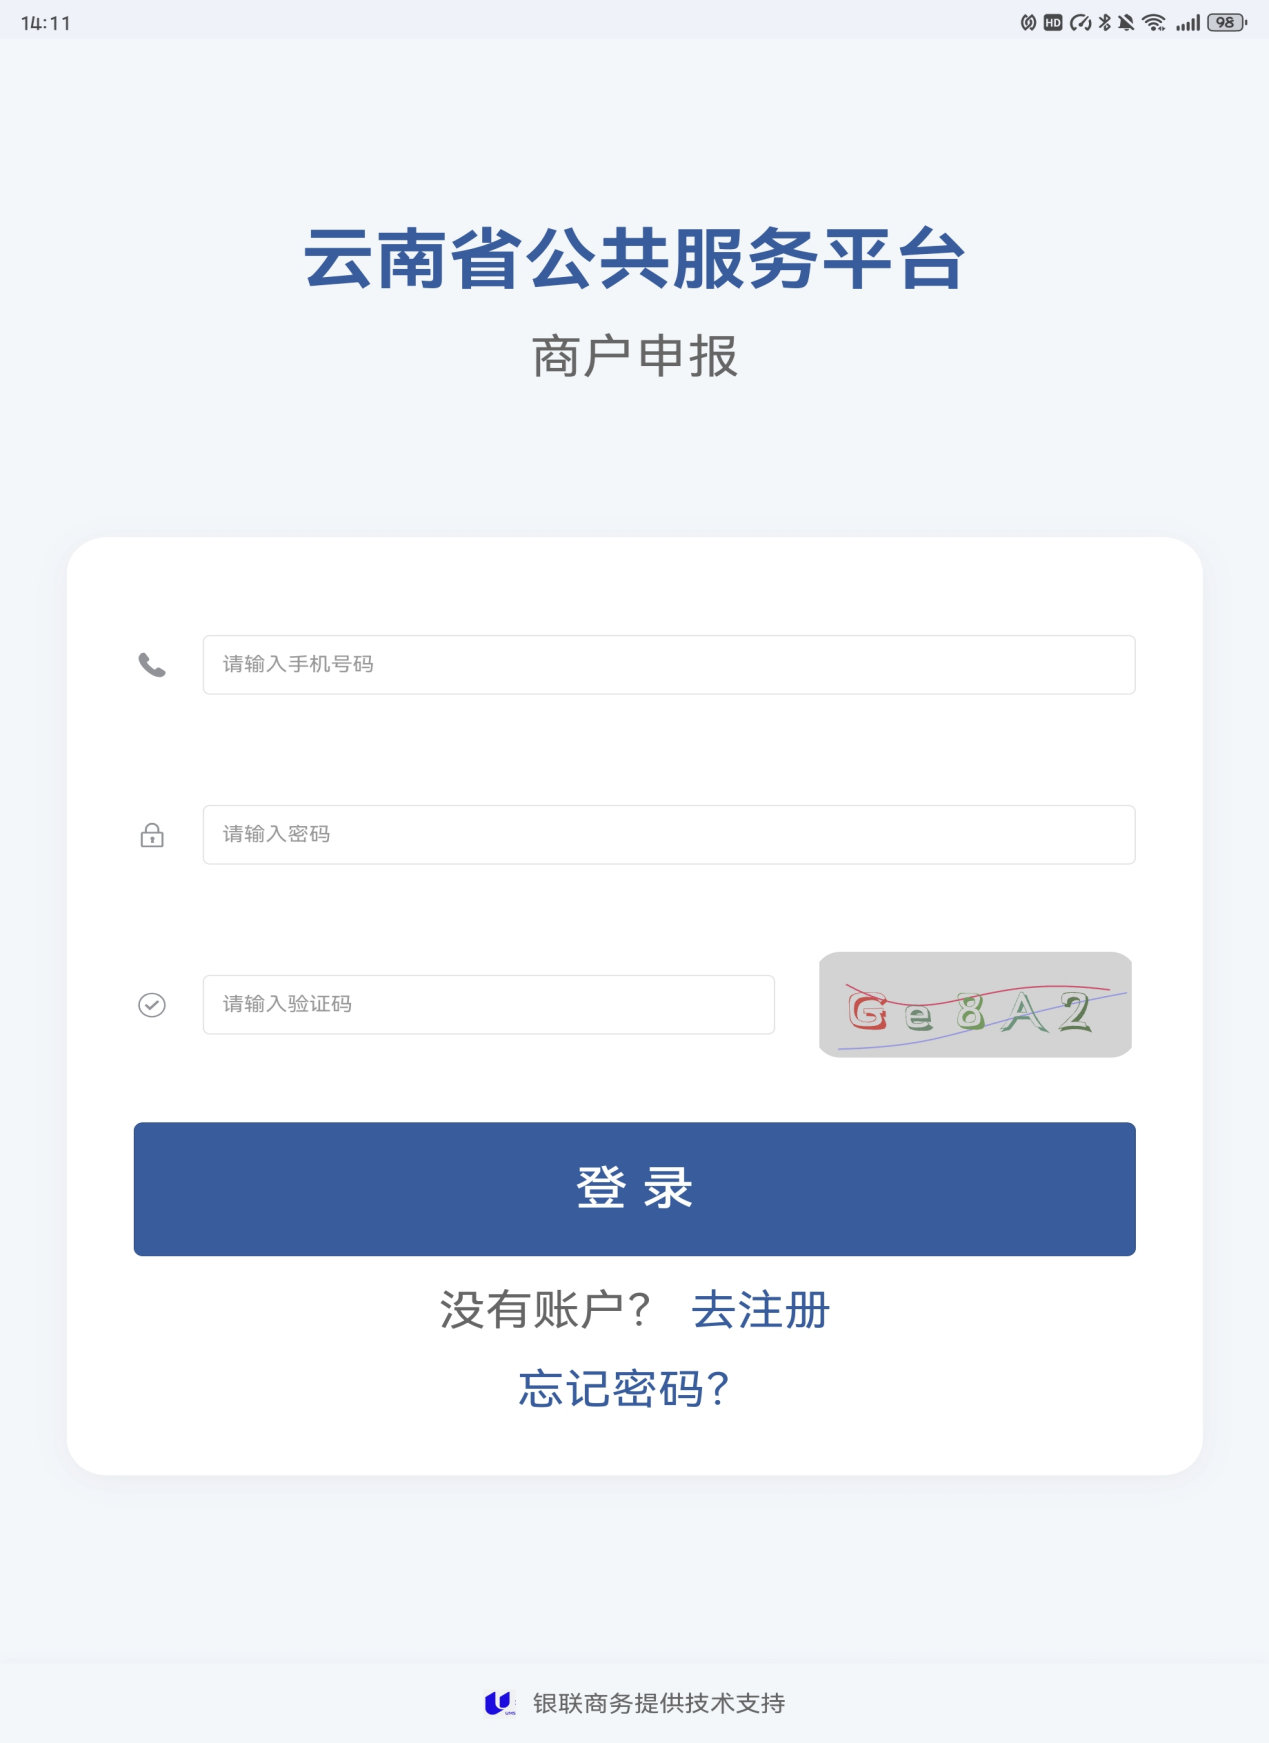 14:11
HD
98
云南省公共服务平台
商户申报
请输入手机号码
请输入密码
请输入验证码
Ge8A2
登录
没有账户？ 去注册
忘记密码？
UMS
银联商务提供技术支持